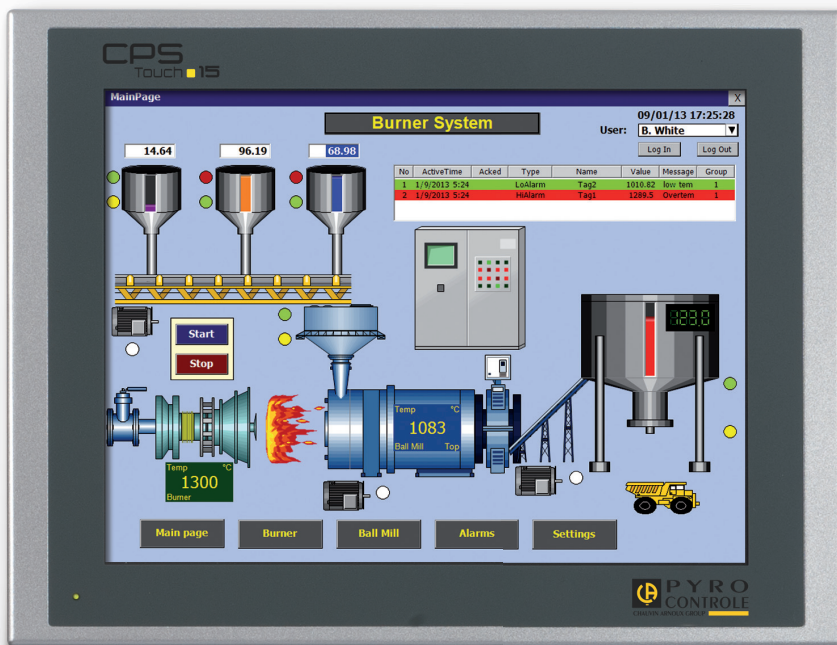 CPS
Touch 15
MainPage
X
Burner System
09/01/13 17:25:28
User: B. White
Log In Log Out
14.64 96.19 68.98
No ActiveTime Acked Type Name Value Message Group
1 1/9/2013 5:24 LoAlarm Tag2 1010.82 low tem 1
2 1/9/2013 5:24 HiAlarm Tag1 1289.5 Overtem 1
Start
Stop
Temp °C
1083
Ball Mill Top
Temp °C
1300
Burner
Main page Burner Ball Mill Alarms Settings
PYRO
CONTROLE
CHAUVIN ARNOUX GROUP